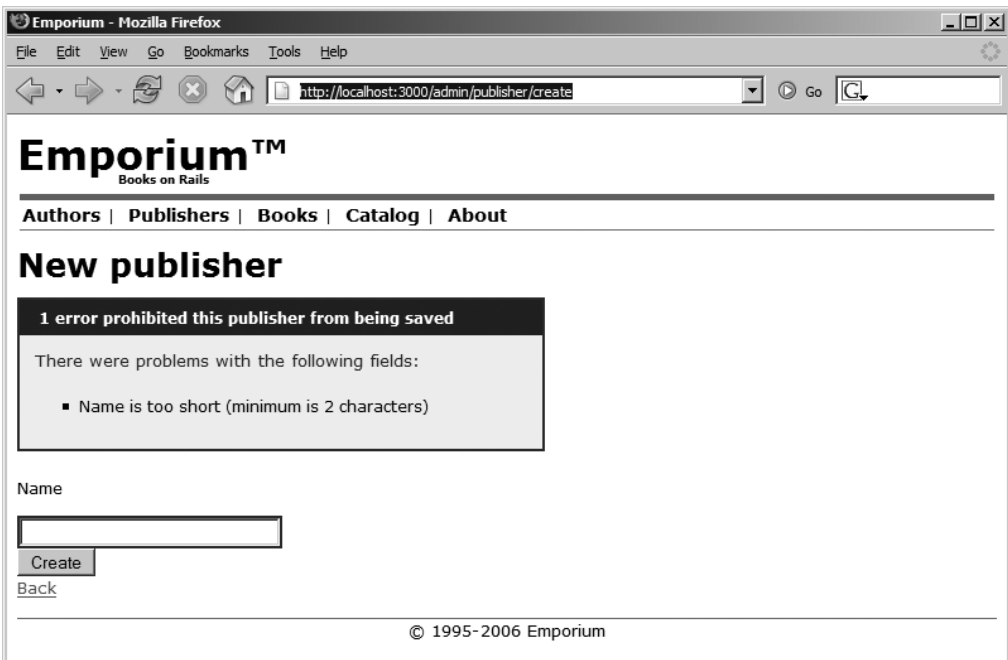 Emporium - Mozilla Firefox
File Edit View Go Bookmarks Tools Help
http://localhost:3000/admin/publisher/create Go G
Emporium™
Books on Rails
Authors | Publishers | Books | Catalog | About
New publisher
1 error prohibited this publisher from being saved
There were problems with the following fields:
▪ Name is too short (minimum is 2 characters)
Name
Create
Back
© 1995-2006 Emporium